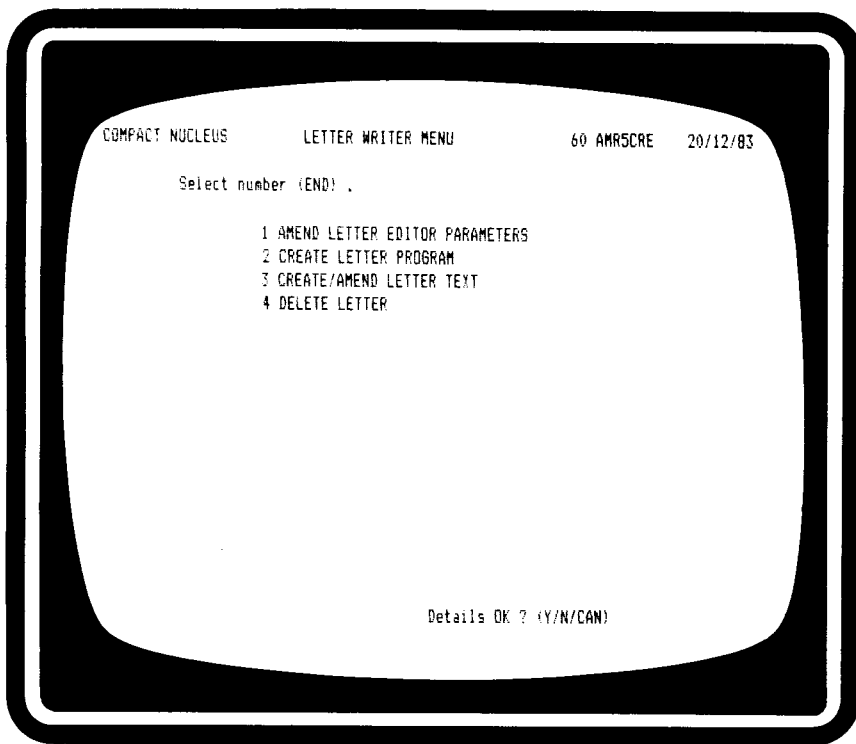 COMPACT NUCLEUS LETTER WRITER MENU 60 AMR5CRE 20/12/83
Select number (END) .
1 AMEND LETTER EDITOR PARAMETERS
2 CREATE LETTER PROGRAM
3 CREATE/AMEND LETTER TEXT
4 DELETE LETTER
Details OK ? (Y/N/CAN)